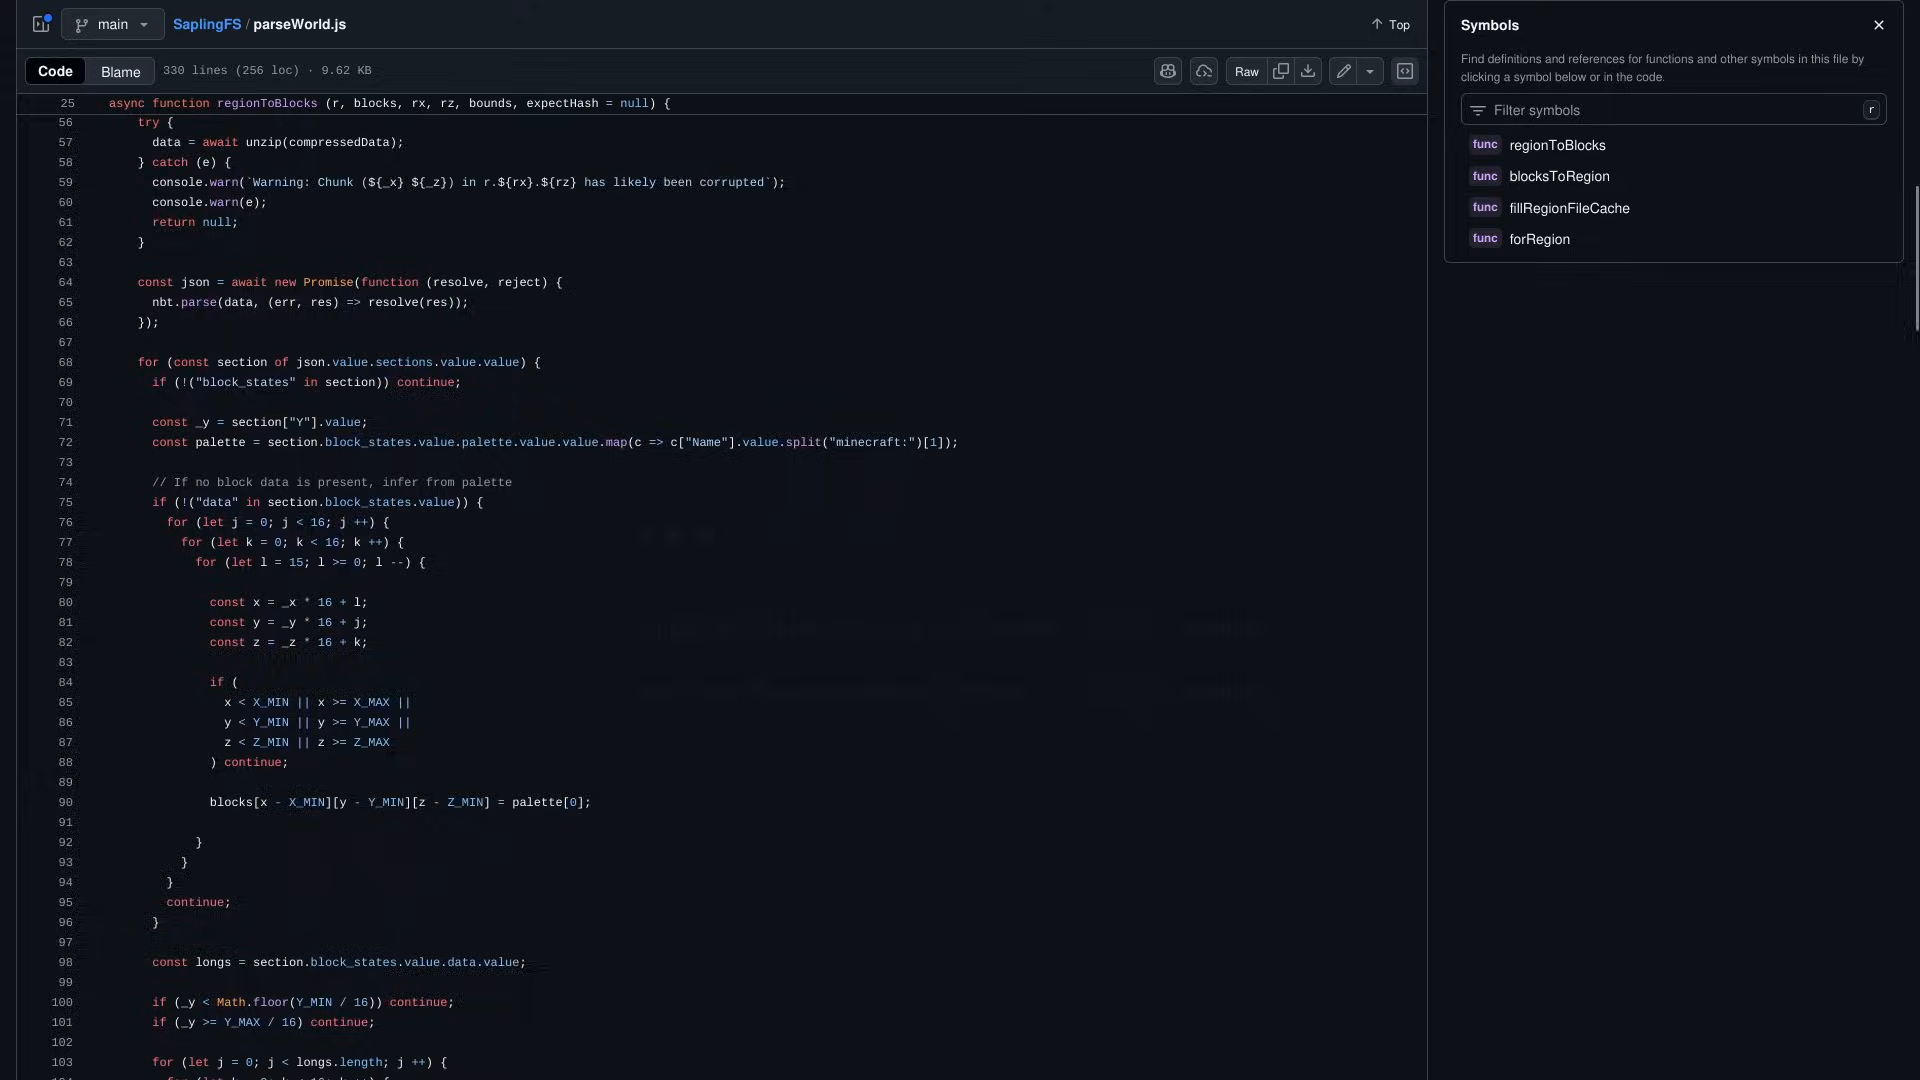 main
SaplingFS / parseWorld.js
Top
Code Blame 330 lines (256 loc) · 9.62 KB
Raw
25 async function regionToBlocks (r, blocks, rx, rz, bounds, expectHash = null) {
56 try {
57 data = await unzip(compressedData);
58 } catch (e) {
59 console.warn(`Warning: Chunk (${_x} ${_z}) in r.${rx}.${rz} has likely been corrupted`);
60 console.warn(e);
61 return null;
62 }
63
64 const json = await new Promise(function (resolve, reject) {
65 nbt.parse(data, (err, res) => resolve(res));
66 });
67
68 for (const section of json.value.sections.value.value) {
69 if (!("block_states" in section)) continue;
70
71 const _y = section["Y"].value;
72 const palette = section.block_states.value.palette.value.value.map(c => c["Name"].value.split("minecraft:")[1]);
73
74 // If no block data is present, infer from palette
75 if (!("data" in section.block_states.value)) {
76 for (let j = 0; j < 16; j ++) {
77 for (let k = 0; k < 16; k ++) {
78 for (let l = 15; l >= 0; l --) {
79
80 const x = _x * 16 + l;
81 const y = _y * 16 + j;
82 const z = _z * 16 + k;
83
84 if (
85 x < X_MIN || x >= X_MAX ||
86 y < Y_MIN || y >= Y_MAX ||
87 z < Z_MIN || z >= Z_MAX
88 ) continue;
89
90 blocks[x - X_MIN][y - Y_MIN][z - Z_MIN] = palette[0];
91
92 }
93 }
94 }
95 continue;
96 }
97
98 const longs = section.block_states.value.data.value;
99
100 if (_y < Math.floor(Y_MIN / 16)) continue;
101 if (_y >= Y_MAX / 16) continue;
102
103 for (let j = 0; j < longs.length; j ++) {
Symbols
Find definitions and references for functions and other symbols in this file by
clicking a symbol below or in the code.
Filter symbols r
func regionToBlocks
func blocksToRegion
func fillRegionFileCache
func forRegion